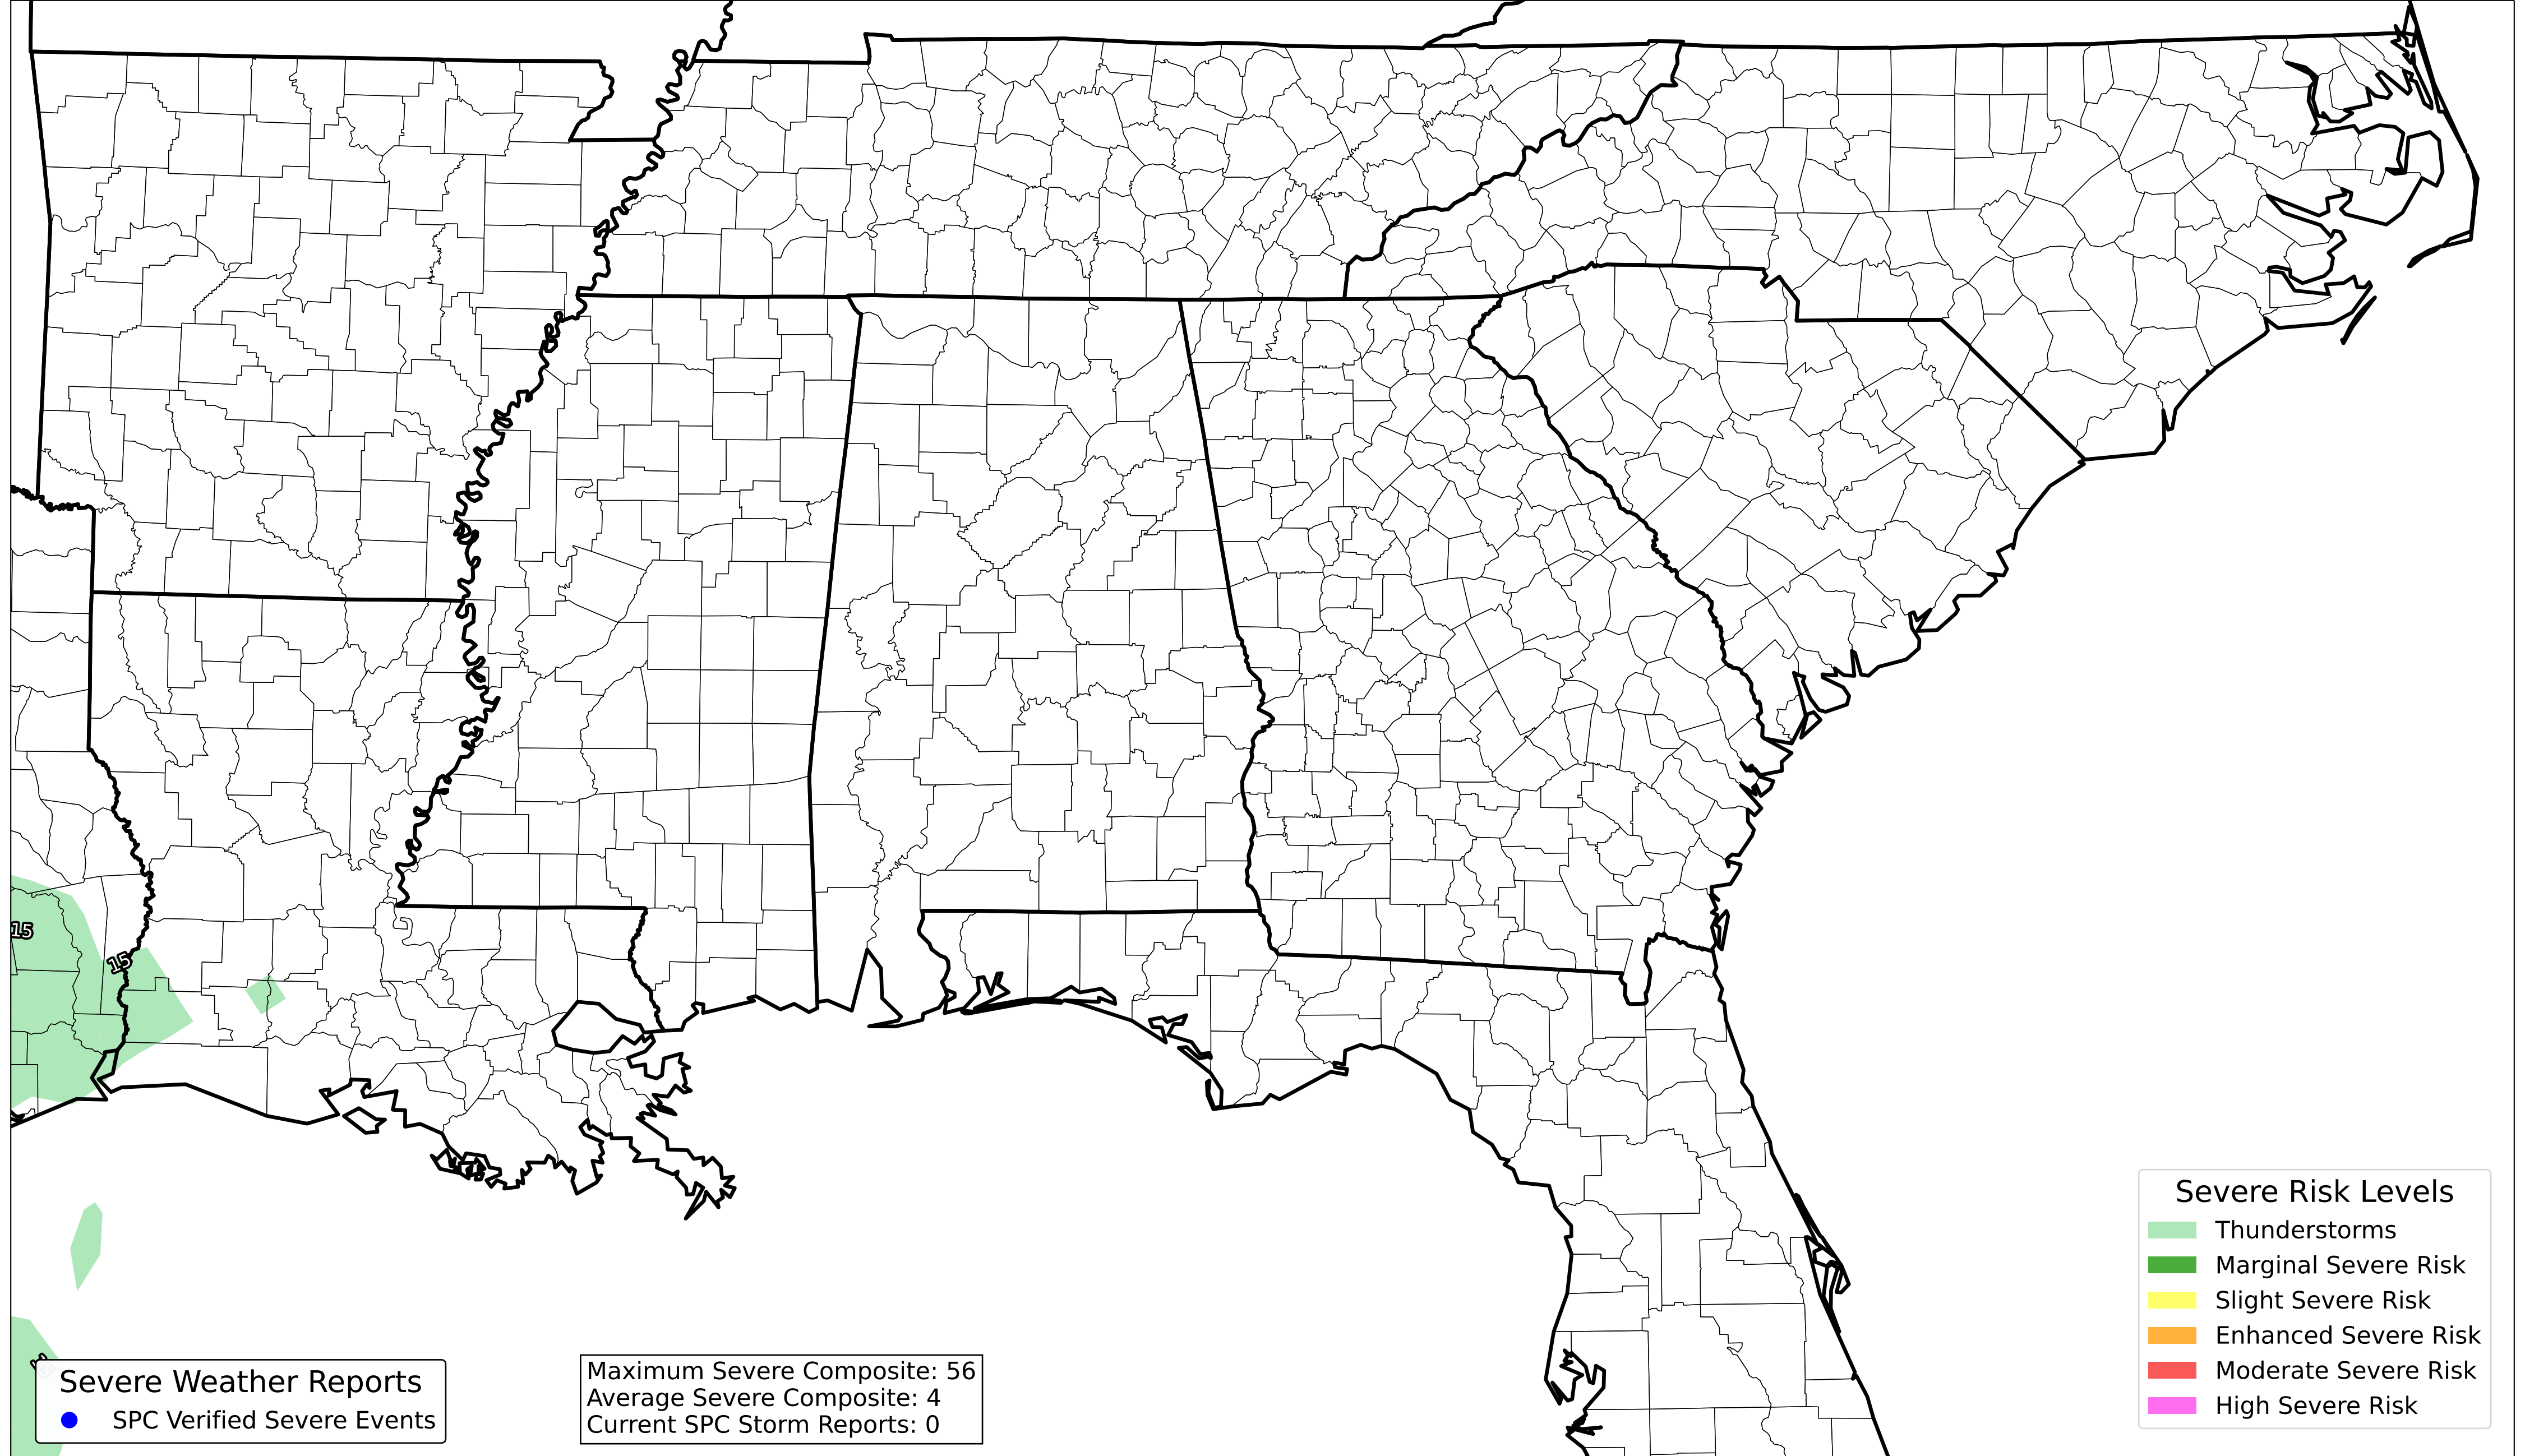 15
15
Severe Risk Levels
Thunderstorms
Marginal Severe Risk
Slight Severe Risk
Enhanced Severe Risk
Moderate Severe Risk
High Severe Risk
Severe Weather Reports
SPC Verified Severe Events
Maximum Severe Composite: 56
Average Severe Composite: 4
Current SPC Storm Reports: 0